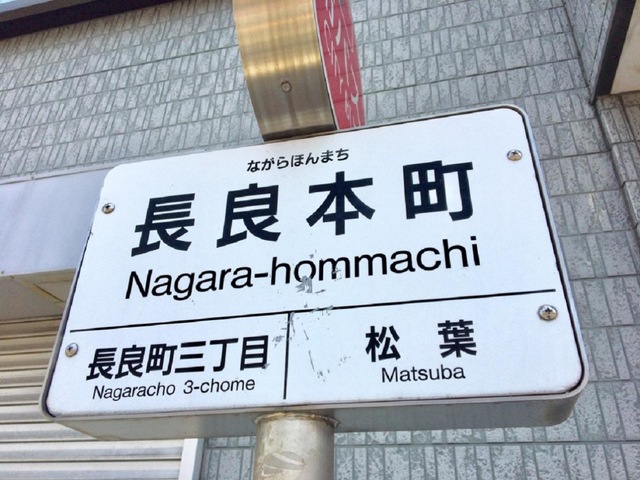 ながらほんまち
長良本町
Nagara-hommachi
長良町三丁目
Nagaracho 3-chome
松葉
Matsuba